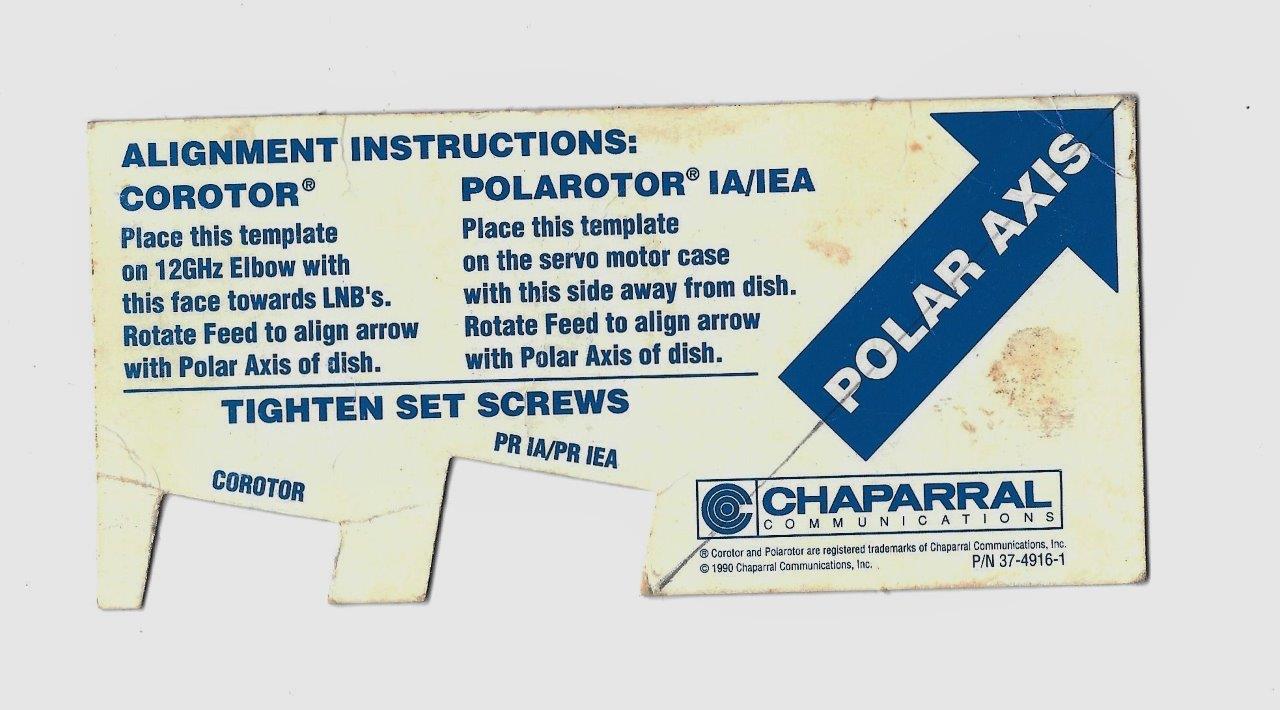 ALIGNMENT INSTRUCTIONS:
COROTOR®
Place this template
on 12GHz Elbow with
this face towards LNB's.
Rotate Feed to align arrow
with Polar Axis of dish.
POLAROTOR® IA/IEA
Place this template
on the servo motor case
with this side away from dish.
Rotate Feed to align arrow
with Polar Axis of dish.
TIGHTEN SET SCREWS
COROTOR
PR IA/PR IEA
POLAR AXIS
CHAPARRAL
COMMUNICATIONS
® Corotor and Polarotor are registered trademarks of Chaparral Communications, Inc.
© 1990 Chaparral Communications, Inc.
P/N 37-4916-1